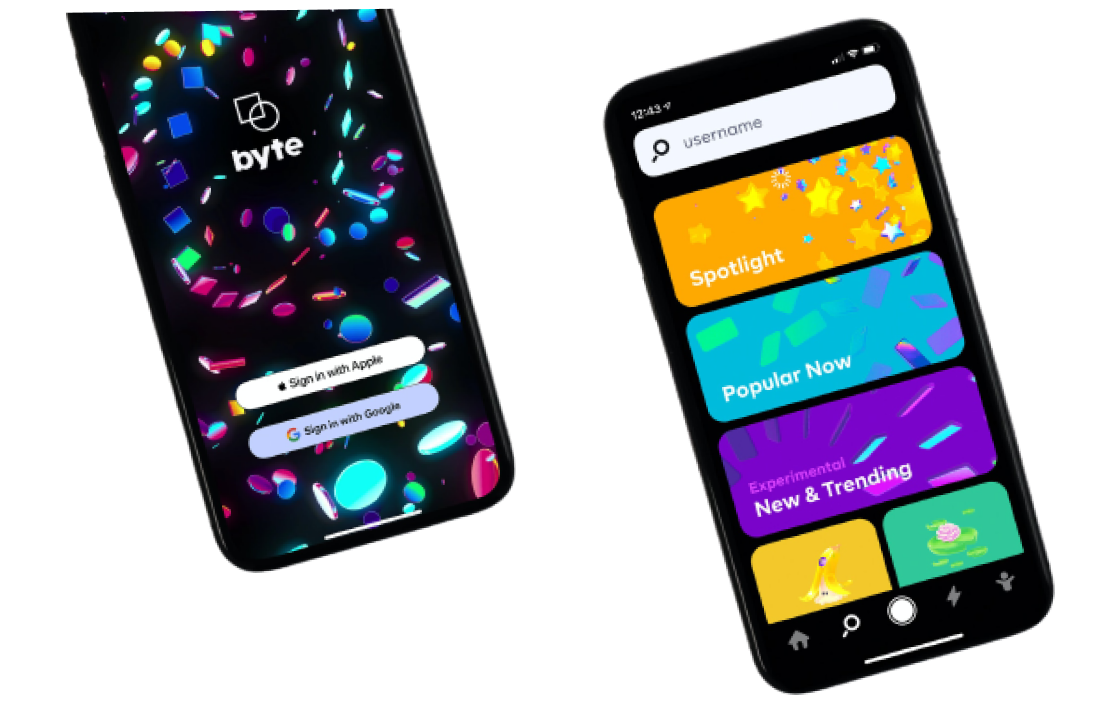 byte
Sign in with Apple
Sign in with Google
12:43
username
Spotlight
Popular Now
Experimental
New & Trending